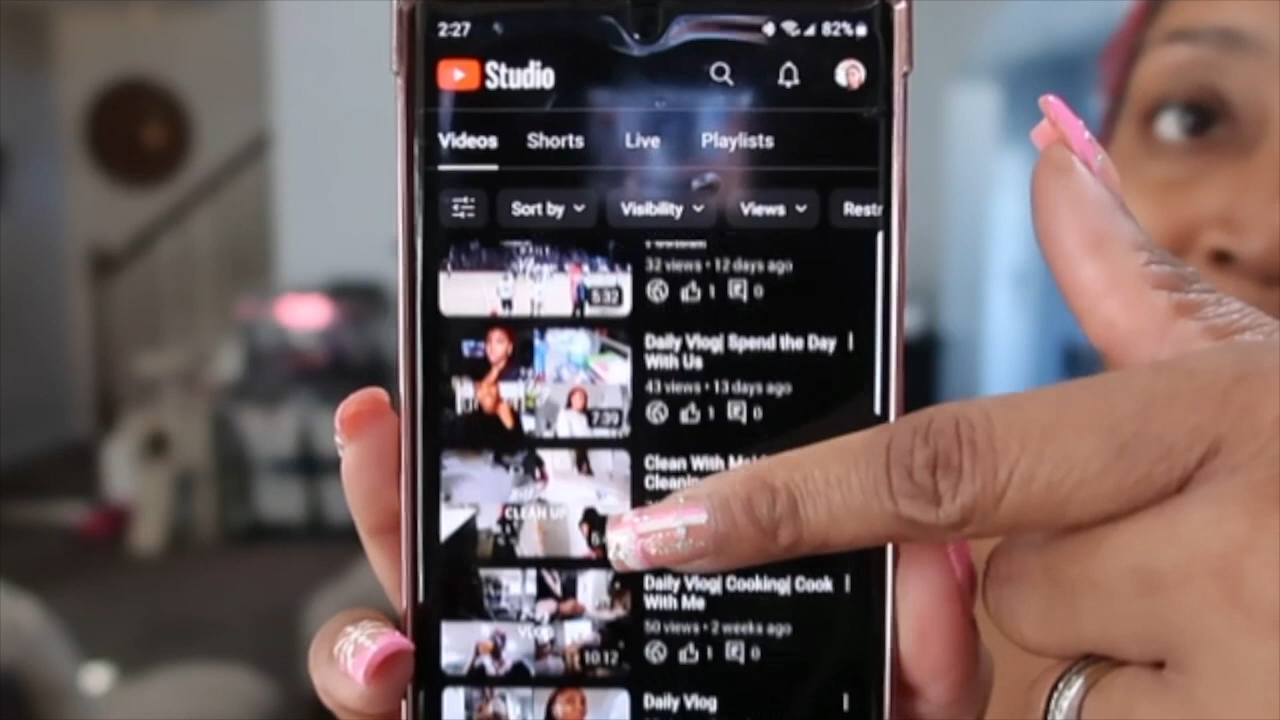 2:27
82%
Studio
Videos Shorts Live Playlists
Sort by Visibility Views Restr
32 views • 12 days ago
5:32
1 0
Daily Vlog| Spend the Day
With Us
43 views • 13 days ago
7:39
1 0
Clean With
Cleaning
CLEAN UP
Daily Vlog| Cooking| Cook
With Me
50 views • 2 weeks ago
VLOG
10:12
1 0
Daily Vlog